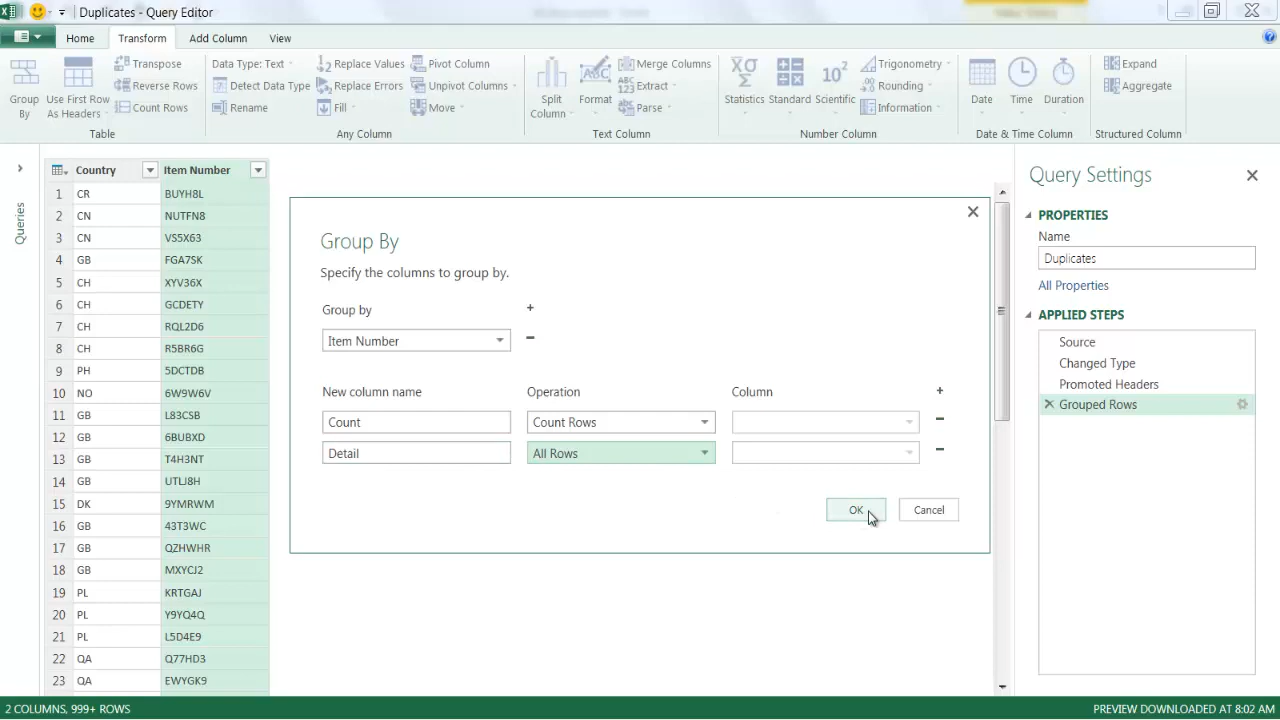 Duplicates - Query Editor
Home Transform Add Column View
Group By
Use First Row As Headers
Transpose
Reverse Rows
Count Rows
Table
Data Type: Text
Detect Data Type
Rename
Replace Values
Replace Errors
Fill
Pivot Column
Unpivot Columns
Move
Any Column
Split Column
Format
ABC
Merge Columns
ABC 123 Extract
abc Parse
Text Column
Statistics
Standard
10² Scientific
Trigonometry
Rounding
Information
Number Column
Date
Time
Duration
Date & Time Column
Expand
Aggregate
Structured Column
Queries
Country Item Number
1 CR BUYH8L
2 CN NUTFN8
3 CN VS5X63
4 GB FGA7SK
5 CH XYV36X
6 CH GCDETY
7 CH RQL2D6
8 CH R5BR6G
9 PH 5DCTDB
10 NO 6W9W6V
11 GB L83CSB
12 GB 6BUBXD
13 GB T4H3NT
14 GB UTLJ8H
15 DK 9YMRWM
16 GB 43T3WC
17 GB QZHWHR
18 GB MXYCJ2
19 PL KRTGAJ
20 PL Y9YQ4Q
21 PL L5D4E9
22 QA Q77HD3
23 QA EWYGK9
Group By
Specify the columns to group by.
Group by +
Item Number
New column name Operation Column +
Count Count Rows
Detail All Rows
OK Cancel
Query Settings
PROPERTIES
Name
Duplicates
All Properties
APPLIED STEPS
Source
Changed Type
Promoted Headers
Grouped Rows
2 COLUMNS, 999+ ROWS
PREVIEW DOWNLOADED AT 8:02 AM